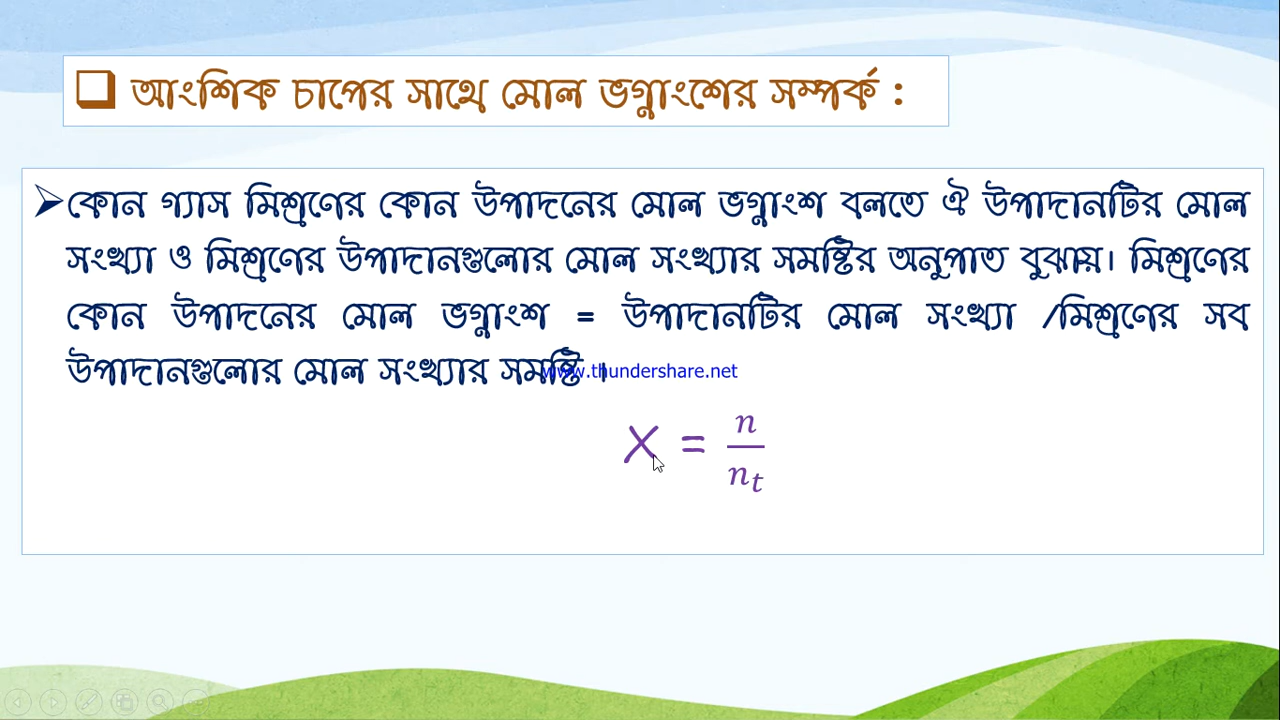 আংশিক চাপের সাথে মোল ভগ্নাংশের সম্পর্ক :
কোন গ্যাস মিশ্রণের কোন উপাদনের মোল ভগ্নাংশ বলতে ঐ উপাদানটির মোল
সংখ্যা ও মিশ্রণের উপাদানগুলোর মোল সংখ্যার সমষ্টির অনুপাত বুঝায়। মিশ্রণের
কোন উপাদনের মোল ভগ্নাংশ = উপাদানটির মোল সংখ্যা /মিশ্রণের সব
উপাদানগুলোর মোল সংখ্যার সমষ্টি।
www.thundershare.net
X = n/n_t